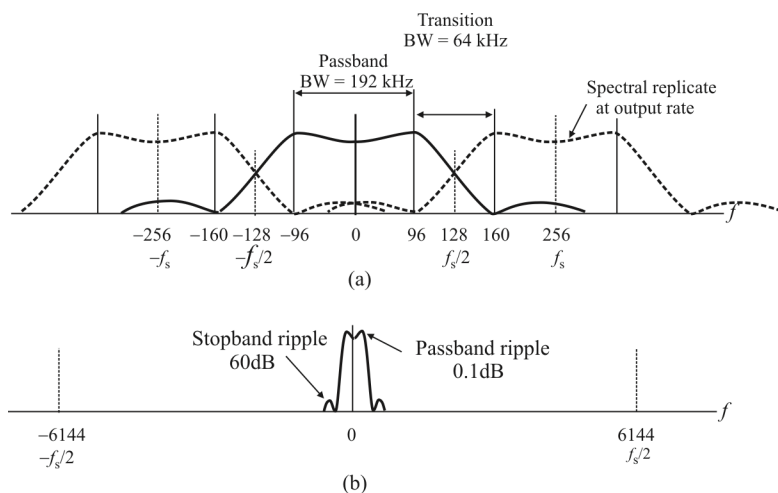 Transition
BW = 64 kHz
Passband
BW = 192 kHz
Spectral replicate
at output rate
f
−256 −160 −128 −96 0 96 128 160 256
−fs −fs/2 fs/2 fs
(a)
Stopband ripple
60dB
Passband ripple
0.1dB
f
−6144 0 6144
−fs/2 fs/2
(b)